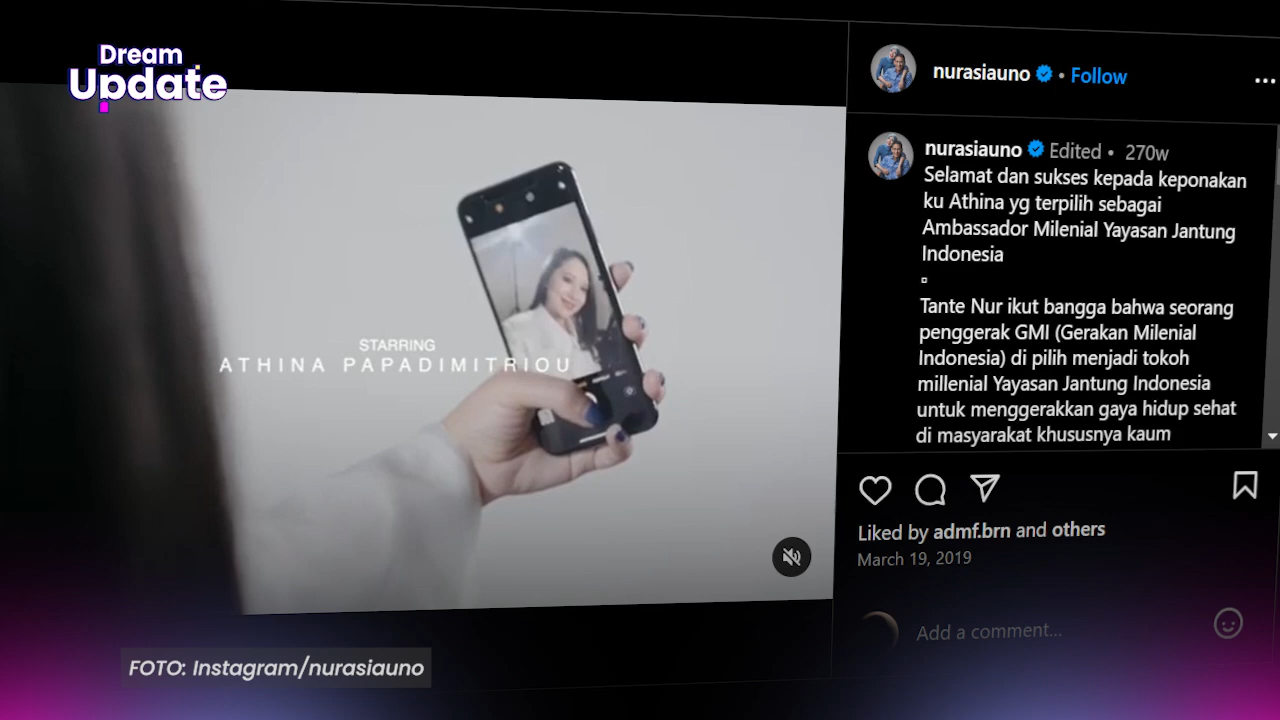 Dream
Update
STARRING
ATHINA PAPADIMITRIOU
nurasiauno • Follow
nurasiauno Edited • 270w
Selamat dan sukses kepada keponakan
ku Athina yg terpilih sebagai
Ambassador Milenial Yayasan Jantung
Indonesia
▫
Tante Nur ikut bangga bahwa seorang
penggerak GMI (Gerakan Milenial
Indonesia) di pilih menjadi tokoh
millenial Yayasan Jantung Indonesia
untuk menggerakkan gaya hidup sehat
di masyarakat khususnya kaum
Liked by admf.brn and others
March 19, 2019
Add a comment...
FOTO: Instagram/nurasiauno